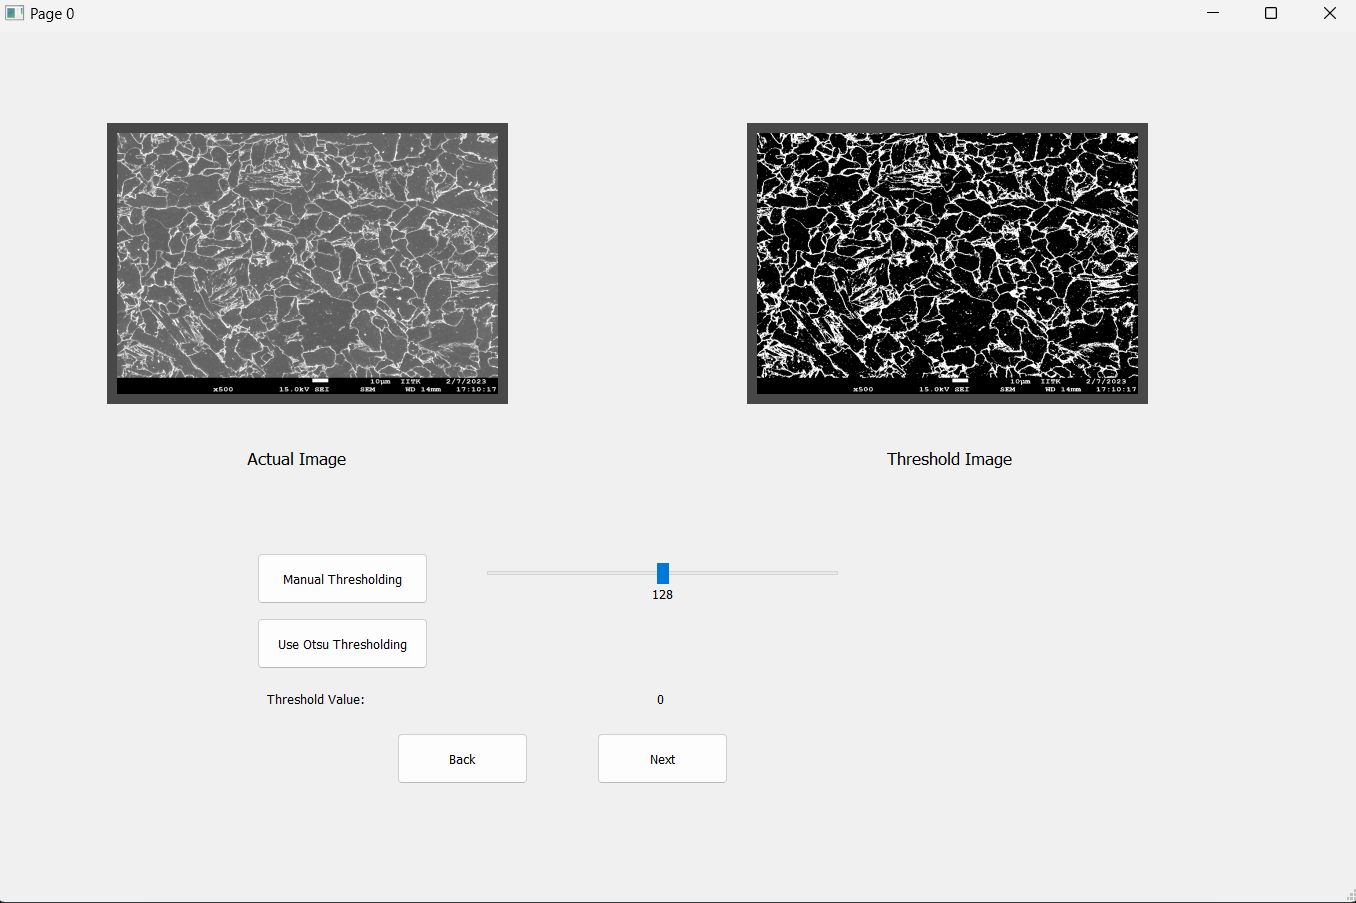 Page 0
10µm IITK 2/7/2023
x500 15.0kV SEI SEM WD 14mm 17:10:17
10µm IITK 2/7/2023
x500 15.0kV SEI SEM WD 14mm 17:10:17
Actual Image
Threshold Image
Manual Thresholding
128
Use Otsu Thresholding
Threshold Value: 0
Back
Next